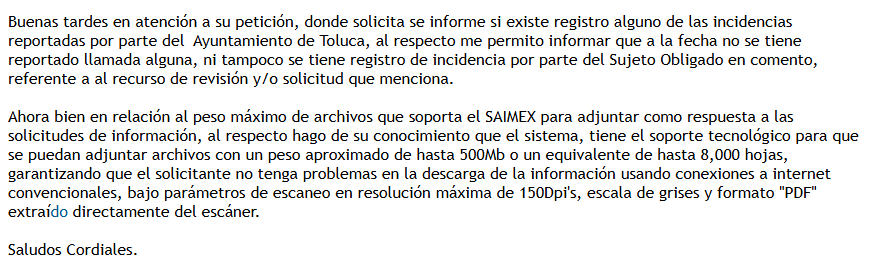 Buenas tardes en atención a su petición, donde solicita se informe si existe registro alguno de las incidencias
reportadas por parte del  Ayuntamiento de Toluca, al respecto me permito informar que a la fecha no se tiene
reportado llamada alguna, ni tampoco se tiene registro de incidencia por parte del Sujeto Obligado en comento,
referente a al recurso de revisión y/o solicitud que menciona.

Ahora bien en relación al peso máximo de archivos que soporta el SAIMEX para adjuntar como respuesta a las
solicitudes de información, al respecto hago de su conocimiento que el sistema, tiene el soporte tecnológico para que
se puedan adjuntar archivos con un peso aproximado de hasta 500Mb o un equivalente de hasta 8,000 hojas,
garantizando que el solicitante no tenga problemas en la descarga de la información usando conexiones a internet
convencionales, bajo parámetros de escaneo en resolución máxima de 150Dpi's, escala de grises y formato "PDF"
extraído directamente del escáner.

Saludos Cordiales.